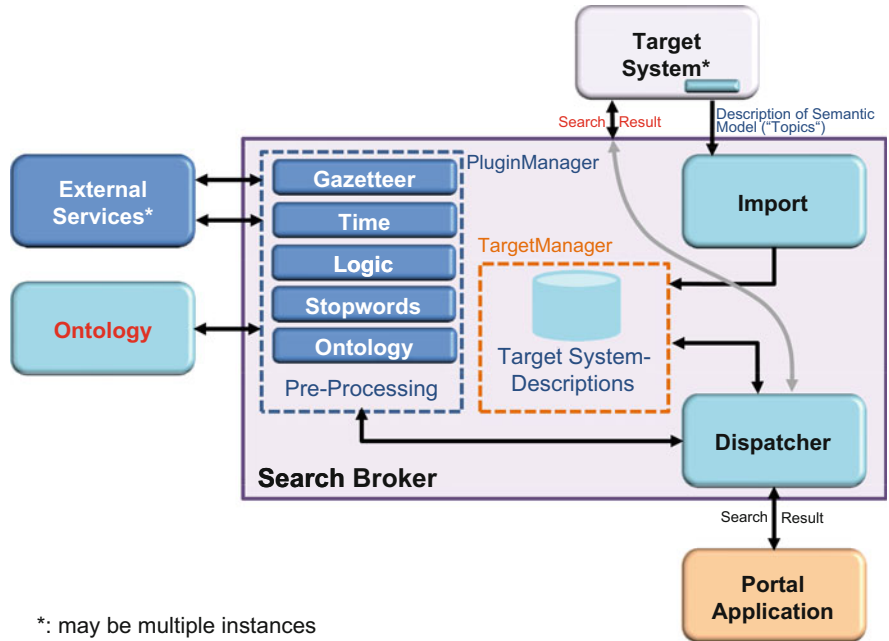 Target
System*
Search Result
Description of Semantic
Model ("Topics")
PluginManager
External
Services*
Gazetteer
Time
Logic
Stopwords
Ontology
Pre-Processing
Import
TargetManager
Target System-
Descriptions
Ontology
Dispatcher
Search Broker
Search Result
Portal
Application
*: may be multiple instances